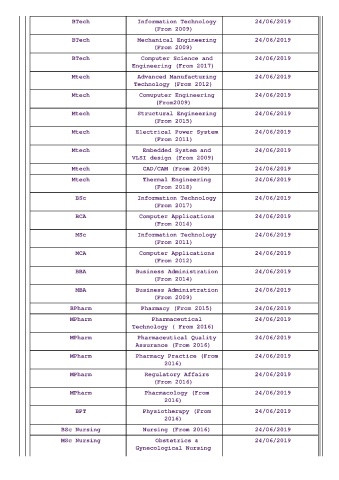 BTech Information Technology 24/06/2019
(From 2009)
BTech Mechanical Engineering 24/06/2019
(From 2009)
BTech Computer Science and 24/06/2019
Engineering (From 2017)
Mtech Advanced Manufacturing 24/06/2019
Technology (From 2012)
Mtech Computer Engineering 24/06/2019
(From2009)
Mtech Structural Engineering 24/06/2019
(From 2015)
Mtech Electrical Power System 24/06/2019
(From 2011)
Mtech Embedded System and 24/06/2019
VLSI design (From 2009)
Mtech CAD/CAM (From 2009) 24/06/2019
Mtech Thermal Engineering 24/06/2019
(From 2018)
BSc Information Technology 24/06/2019
(From 2017)
BCA Computer Applications 24/06/2019
(From 2014)
MSc Information Technology 24/06/2019
(From 2011)
MCA Computer Applications 24/06/2019
(From 2012)
BBA Business Administration 24/06/2019
(From 2014)
MBA Business Administration 24/06/2019
(From 2009)
BPharm Pharmacy (From 2015) 24/06/2019
MPharm Pharmaceutical 24/06/2019
Technology ( From 2016)
MPharm Pharmaceutical Quality 24/06/2019
Assurance (From 2016)
MPharm Pharmacy Practice (From 24/06/2019
2016)
MPharm Regulatory Affairs 24/06/2019
(From 2016)
MPharm Pharmacology (From 24/06/2019
2016)
BPT Physiotherapy (From 24/06/2019
2016)
BSc Nursing Nursing (From 2016) 24/06/2019
MSc Nursing Obstetrics & 24/06/2019
Gynecological Nursing